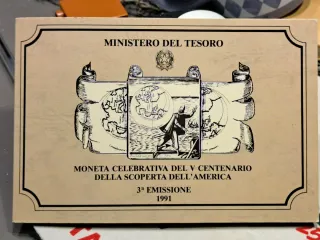 MINISTERO DEL TESORO
MONETA CELEBRATIVA DEL V CENTENARIO
DELLA SCOPERTA DELL'AMERICA
3ª EMISSIONE
1991